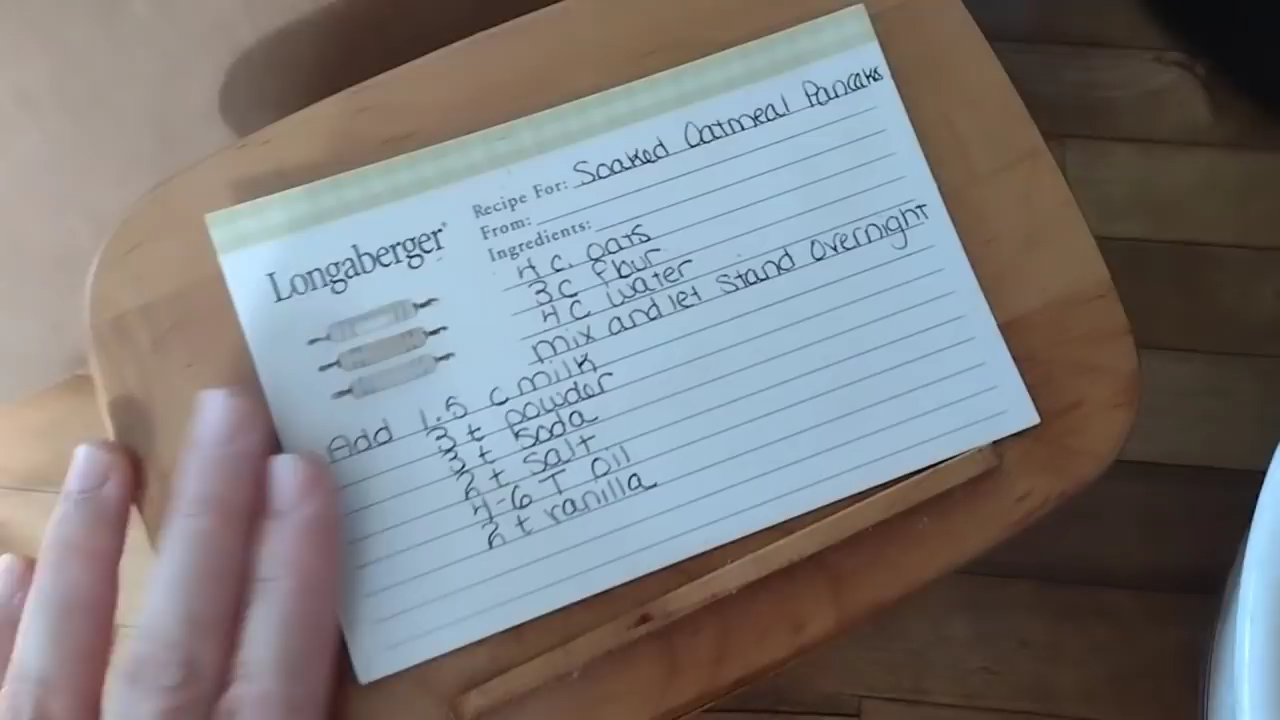 Recipe For: Soaked Oatmeal Pancakes
From:
Ingredients:
Longaberger®
4 c. oats
3 c flour
4 c water
mix and let stand overnight
Add 1.5 c milk
3 t powder
3 t soda
2 t salt
4-6 T oil
2 t vanilla